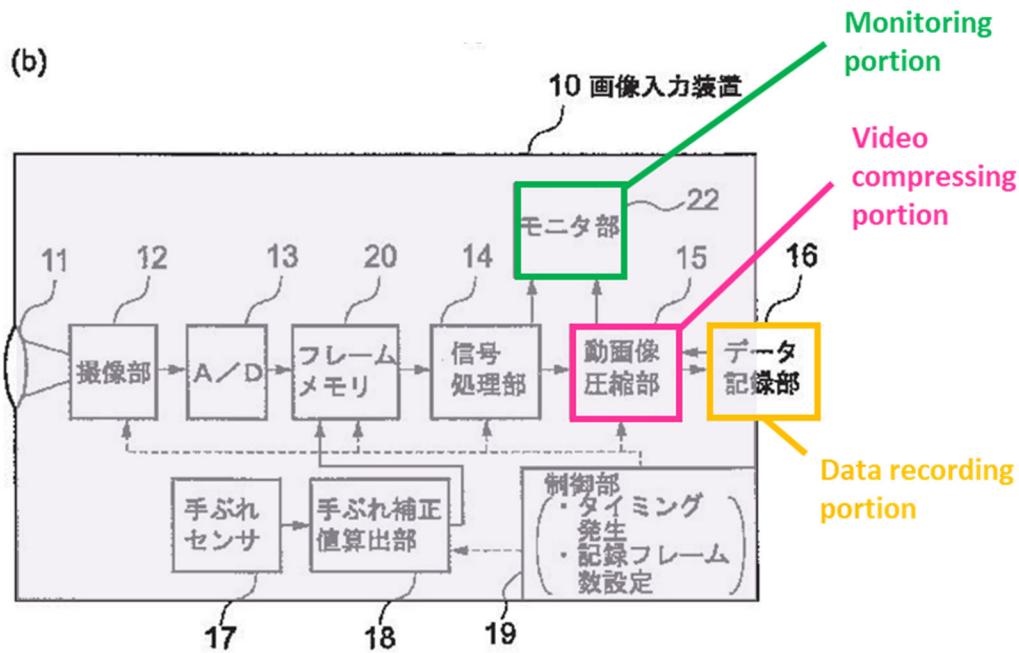 Monitoring
portion
(b)
10 画像入力装置
Video
compressing
portion
22
モニタ部
11
12
13
20
14
15
16
撮像部
A/D
フレーム
メモリ
信号
処理部
動画像
圧縮部
データ
記録部
Data recording
portion
手ぶれ
センサ
手ぶれ補正
値算出部
制御部
・タイミング
発生
・記録フレーム
数設定
17
18
19